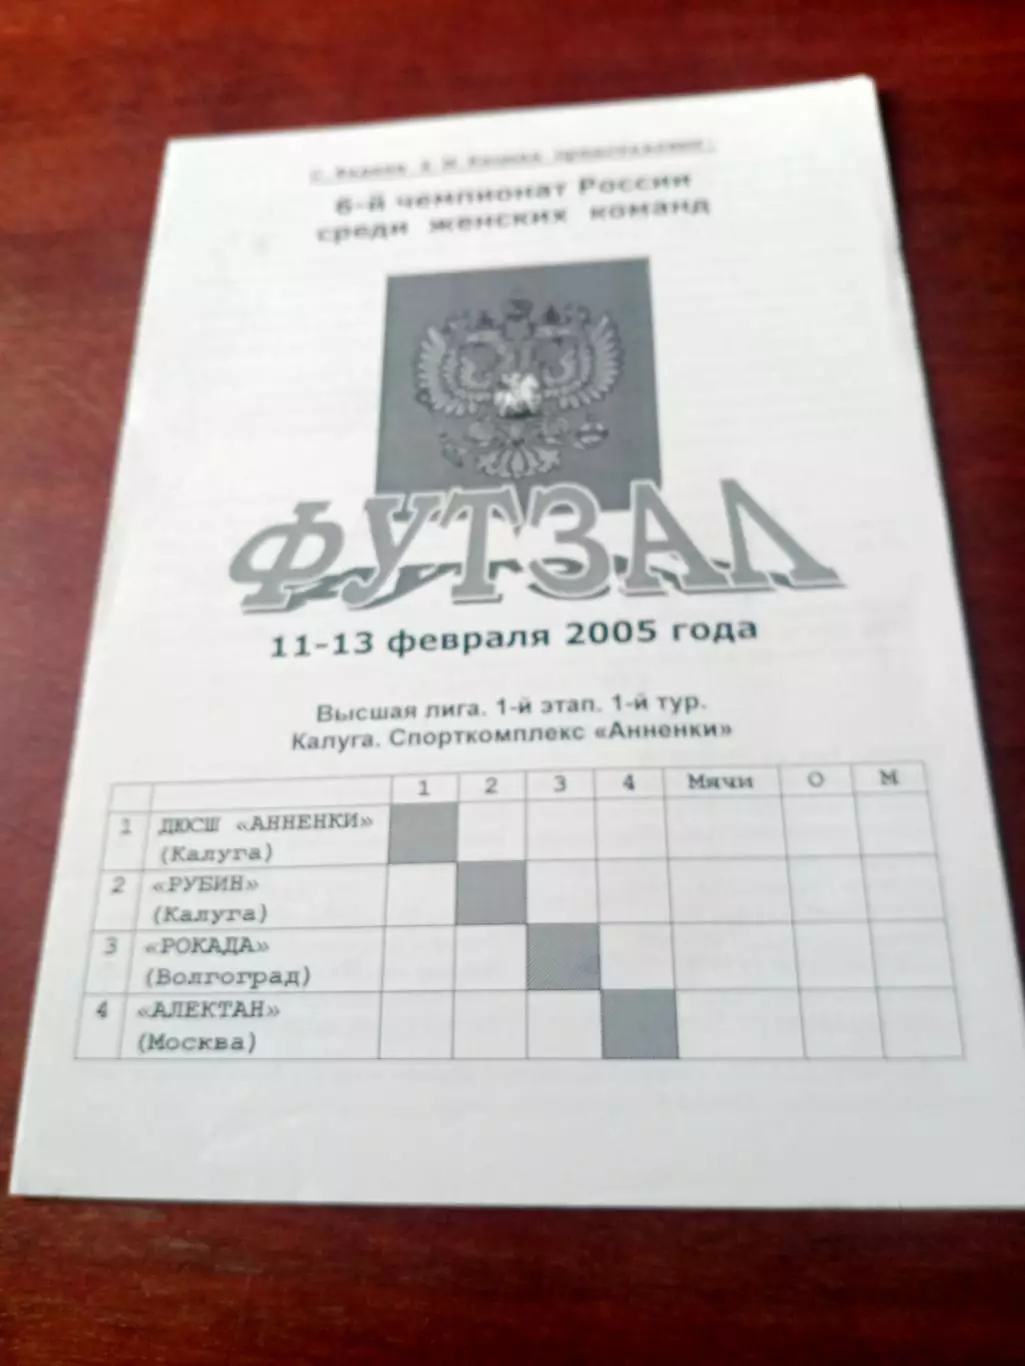 представляют:
6-й чемпионат России
среди женских команд
ФУТЗАЛ
11-13 февраля 2005 года
Высшая лига. 1-й этап. 1-й тур.
Калуга. Спорткомплекс «Анненки»
1 2 3 4 Мячи О М
1 ДЮСШ «АННЕНКИ»
(Калуга)
2 «РУБИН»
(Калуга)
3 «РОКАДА»
(Волгоград)
4 «АЛЕКТАН»
(Москва)